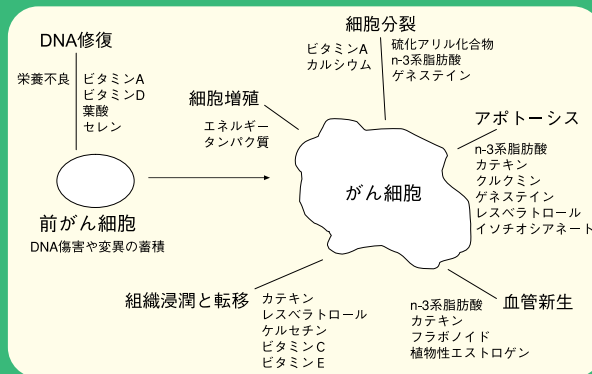 DNA修復
栄養不良
ビタミンA
ビタミンD
葉酸
セレン
前がん細胞
DNA傷害や変異の蓄積
細胞増殖
エネルギー
タンパク質
細胞分裂
ビタミンA
カルシウム
硫化アリル化合物
n-3系脂肪酸
ゲネステイン
がん細胞
アポトーシス
n-3系脂肪酸
カテキン
クルクミン
ゲネステイン
レスベラトロール
イソチオシアネート
組織浸潤と転移
カテキン
レスベラトロール
ケルセチン
ビタミンC
ビタミンE
血管新生
n-3系脂肪酸
カテキン
フラボノイド
植物性エストロゲン